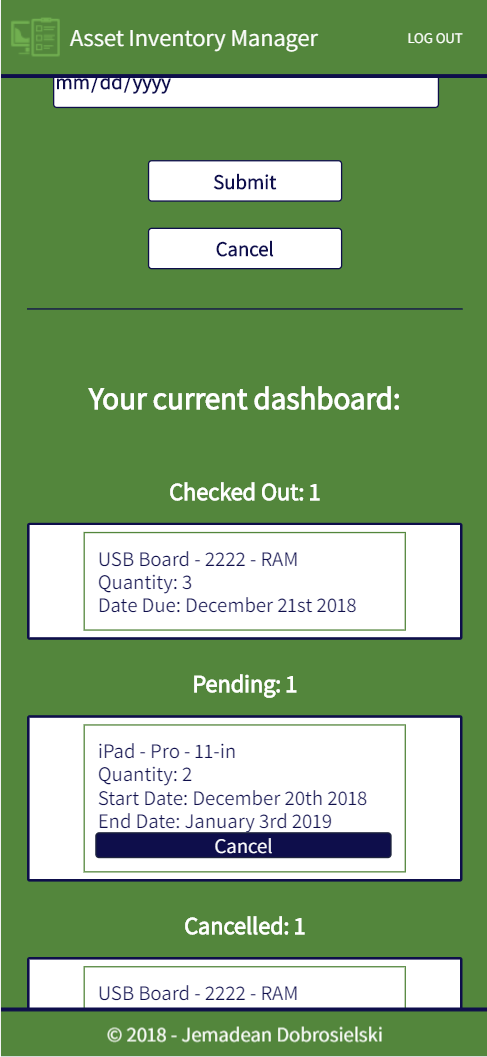 Asset Inventory Manager
LOG OUT
mm/dd/yyyy
Submit
Cancel
Your current dashboard:
Checked Out: 1
USB Board - 2222 - RAM
Quantity: 3
Date Due: December 21st 2018
Pending: 1
iPad - Pro - 11-in
Quantity: 2
Start Date: December 20th 2018
End Date: January 3rd 2019
Cancel
Cancelled: 1
USB Board - 2222 - RAM
© 2018 - Jemadean Dobrosielski